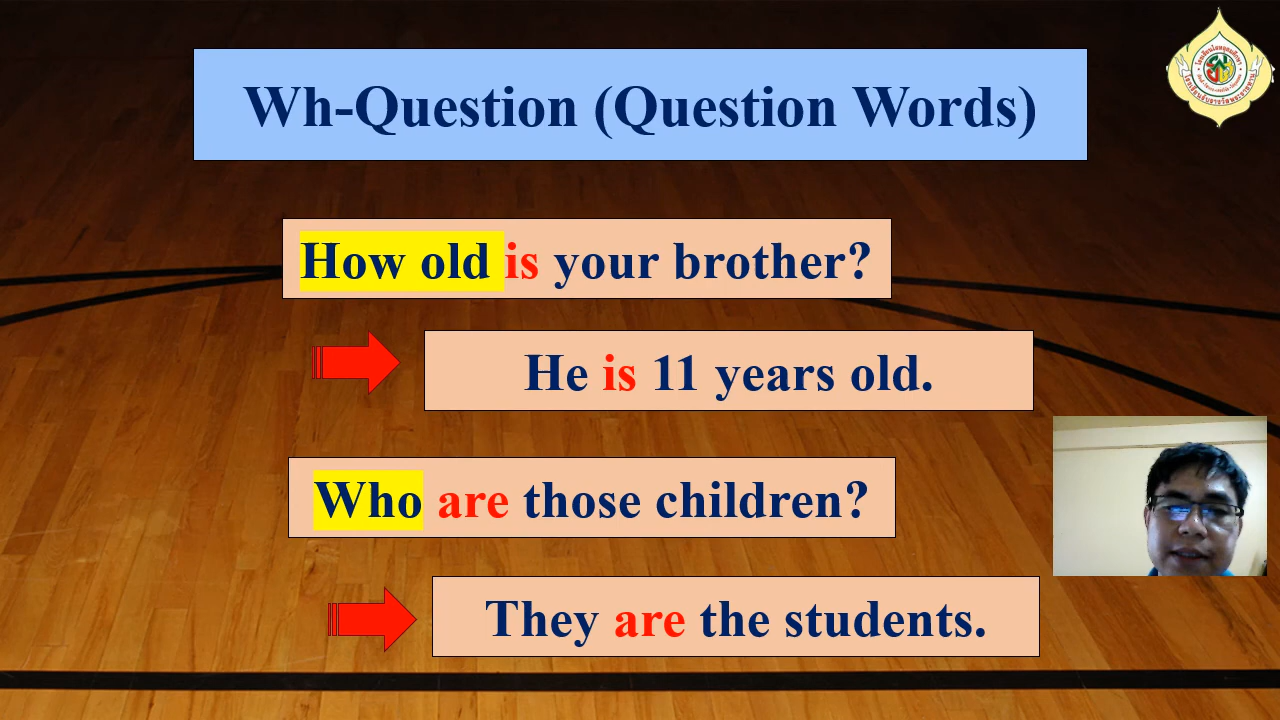 Wh-Question (Question Words)
How old is your brother?
He is 11 years old.
Who are those children?
They are the students.